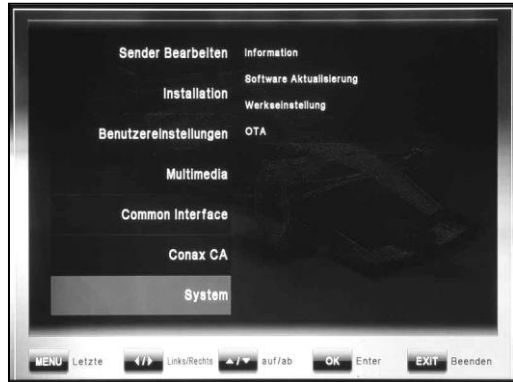 Sender Bearbeiten
Installation
Benutzereinstellungen
Multimedia
Common Interface
Conax CA
System
Information
Software Aktualisierung
Werkseinstellung
OTA
MENU Letzte ◀/▶ Links/Rechts ▲/▼ auf/ab OK Enter EXIT Beenden